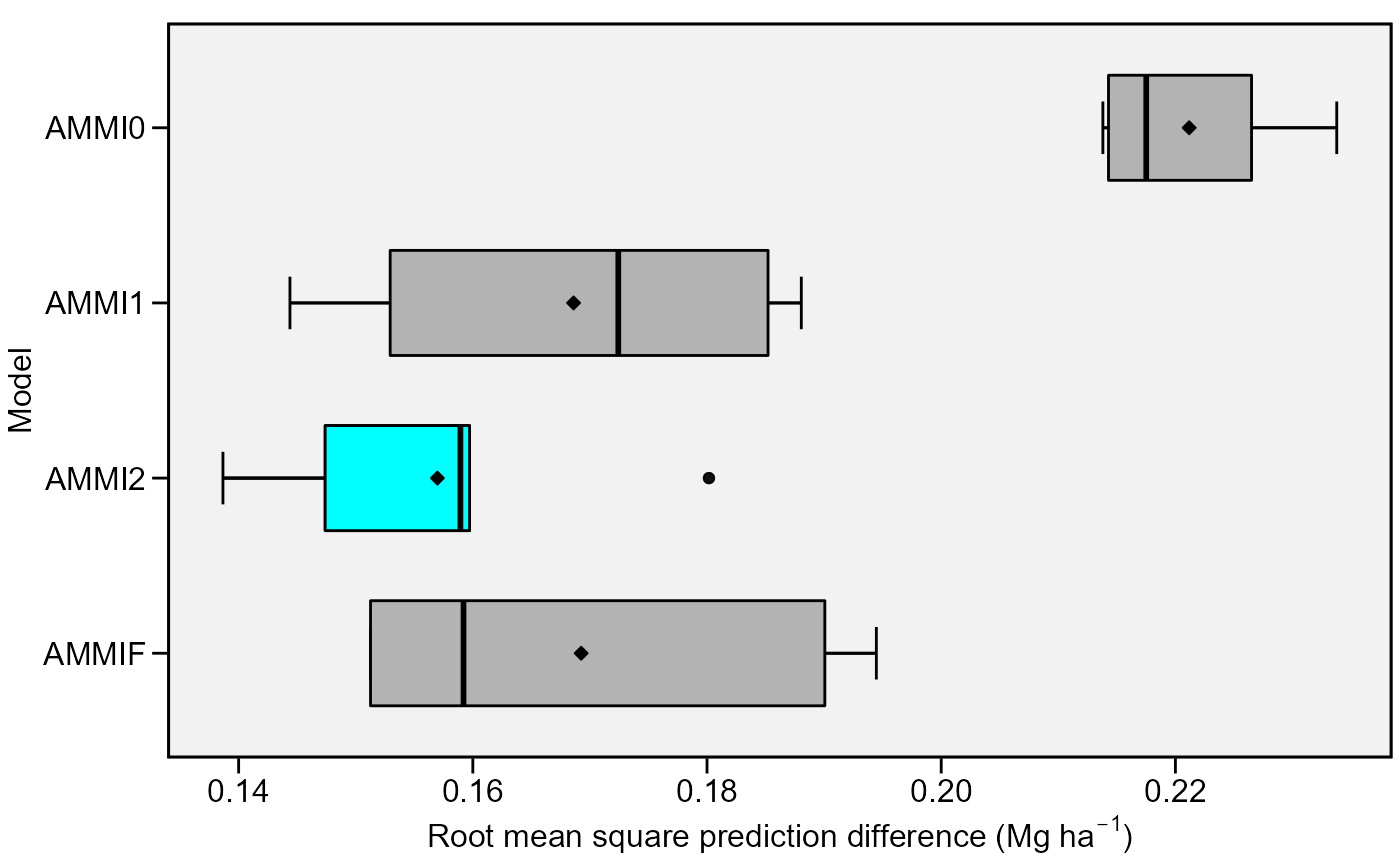 AMMI0
AMMI1
AMMI2
AMMIF
Model
0.14 0.16 0.18 0.20 0.22
Root mean square prediction difference (Mg ha⁻¹)